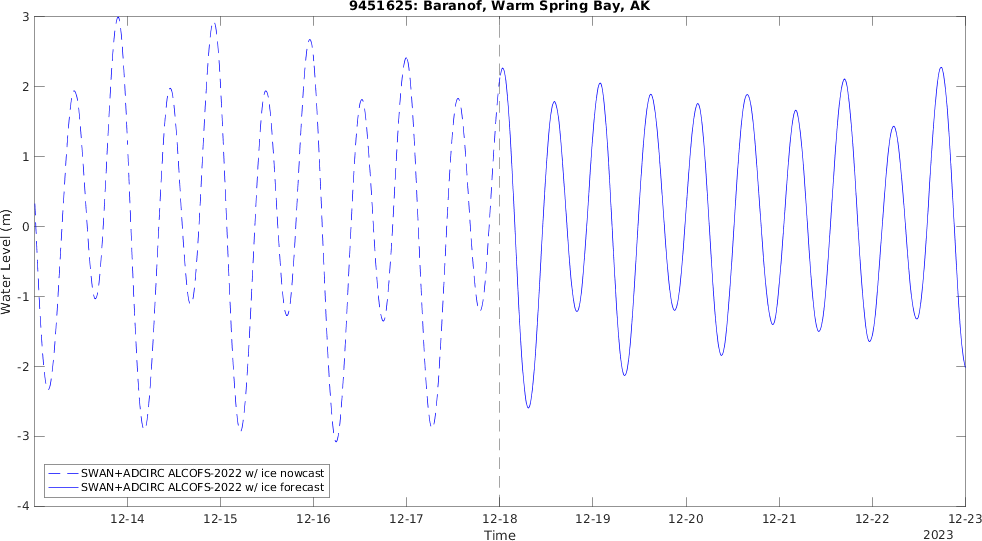 9451625: Baranof, Warm Spring Bay, AK
3
2
1
0
-1
-2
-3
-4
Water Level (m)
SWAN+ADCIRC ALCOFS-2022 w/ ice nowcast
SWAN+ADCIRC ALCOFS-2022 w/ ice forecast
12-14 12-15 12-16 12-17 12-18 12-19 12-20 12-21 12-22 12-23
Time
2023